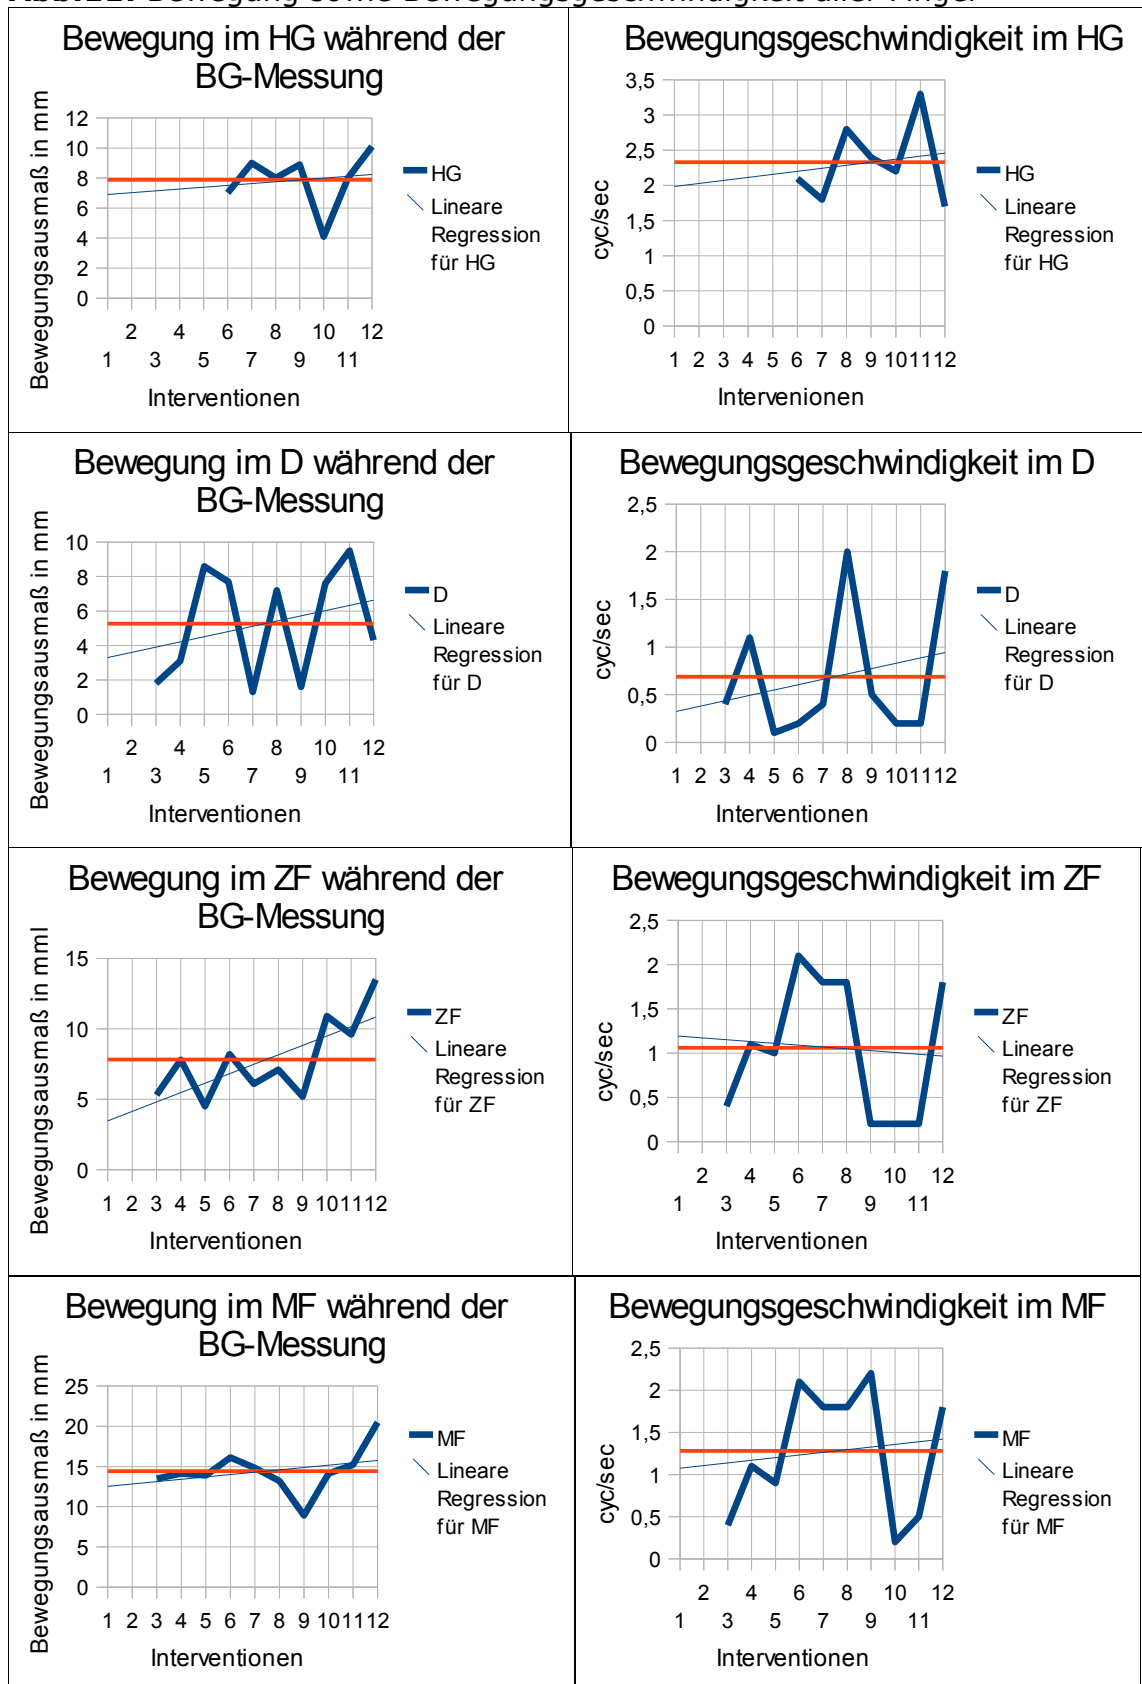 Bewegung im HG während der
BG-Messung
Bewegungsausmaß in mm
12
10
8
6
4
2
0
2 4 6 8 10 12
1 3 5 7 9 11
Interventionen
HG
Lineare
Regression
für HG
Bewegungsgeschwindigkeit im HG
cyc/sec
3,5
3
2,5
2
1,5
1
0,5
0
1 2 3 4 5 6 7 8 9 10 11 12
Intervenionen
HG
Lineare
Regression
für HG
Bewegung im D während der
BG-Messung
Bewegungsausmaß in mm
10
8
6
4
2
0
2 4 6 8 10 12
1 3 5 7 9 11
Interventionen
D
Lineare
Regression
für D
Bewegungsgeschwindigkeit im D
cyc/sec
2,5
2
1,5
1
0,5
0
1 2 3 4 5 6 7 8 9 10 11 12
Interventionen
D
Lineare
Regression
für D
Bewegung im ZF während der
BG-Messung
Bewegungsausmaß in mml
15
10
5
0
1 2 3 4 5 6 7 8 9 10 11 12
Interventionen
ZF
Lineare
Regression
für ZF
Bewegungsgeschwindigkeit im ZF
cyc/sec
2,5
2
1,5
1
0,5
0
2 4 6 8 10 12
1 3 5 7 9 11
Interventionen
ZF
Lineare
Regression
für ZF
Bewegung im MF während der
BG-Messung
Bewegungsausmaß in mm
25
20
15
10
5
0
1 2 3 4 5 6 7 8 9 10 11 12
Interventionen
MF
Lineare
Regression
für MF
Bewegungsgeschwindigkeit im MF
cyc/sec
2,5
2
1,5
1
0,5
0
2 4 6 8 10 12
1 3 5 7 9 11
Interventionen
MF
Lineare
Regression
für MF